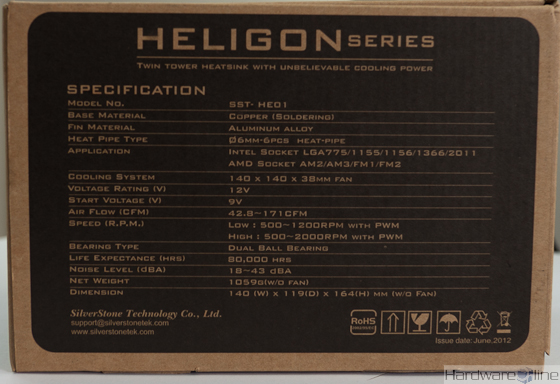 HELIGON SERIES
TWIN TOWER HEATSINK WITH UNBELIEVABLE COOLING POWER
SPECIFICATION
MODEL NO. SST- HE01
BASE MATERIAL COPPER (SOLDERING)
FIN MATERIAL ALUMINUM ALLOY
HEAT PIPE TYPE Ø6MM-6PCS HEAT-PIPE
APPLICATION INTEL SOCKET LGA775/1155/1156/1366/2011
AMD SOCKET AM2/AM3/FM1/FM2
COOLING SYSTEM 140 X 140 X 38MM FAN
VOLTAGE RATING (V) 12V
START VOLTAGE (V) 9V
AIR FLOW (CFM) 42.8~171CFM
SPEED (R.P.M.) LOW : 500~1200RPM WITH PWM
HIGH : 500~2000RPM WITH PWM
BEARING TYPE DUAL BALL BEARING
LIFE EXPECTANCE (HRS) 80,000 HRS
NOISE LEVEL (dBA) 18~43 dBA
NET WEIGHT 1059G(W/O FAN)
DIMENSION 140 (W) X 119(D) X 164(H) MM (W/O FAN)
SilverStone Technology Co., Ltd.
support@silverstonetek.com
www.silverstonetek.com
RoHS
Issue date: June,2012
HardwareOnline